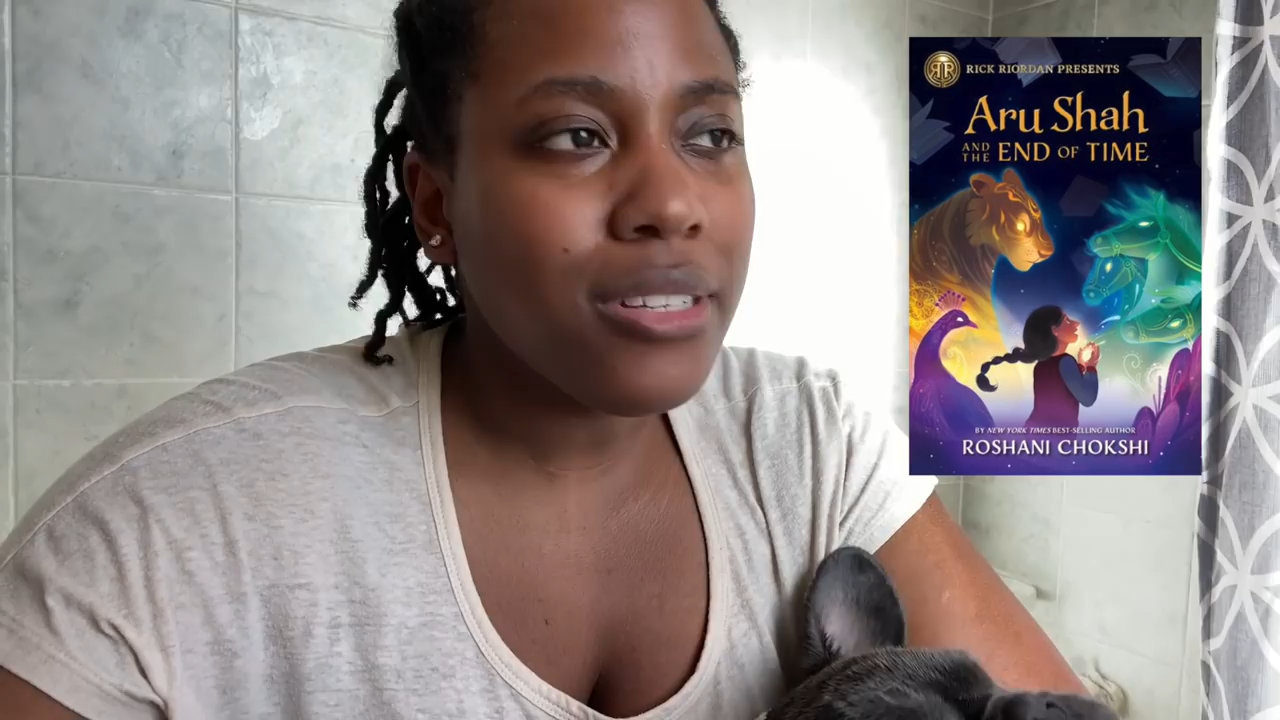 RICK RIORDAN PRESENTS
Aru Shah
AND THE END OF TIME
BY NEW YORK TIMES BEST-SELLING AUTHOR
ROSHANI CHOKSHI